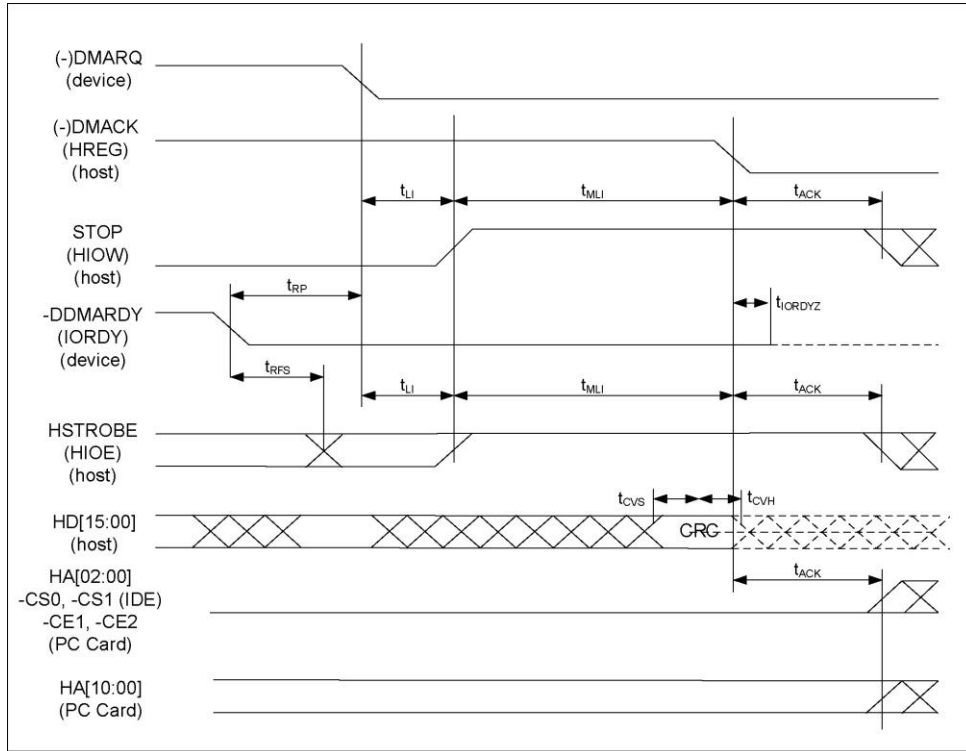 (-)DMARQ
(device)
(-)DMACK
(HREG)
(host)
tLI
tMLI
tACK
STOP
(HIOW)
(host)
tRP
tIORDYZ
-DDMARDY
(IORDY)
(device)
tRFS
tLI
tMLI
tACK
HSTROBE
(HIOE)
(host)
tCVS
tCVH
HD[15:00]
(host)
CRC
tACK
HA[02:00]
-CS0, -CS1 (IDE)
-CE1, -CE2
(PC Card)
HA[10:00]
(PC Card)